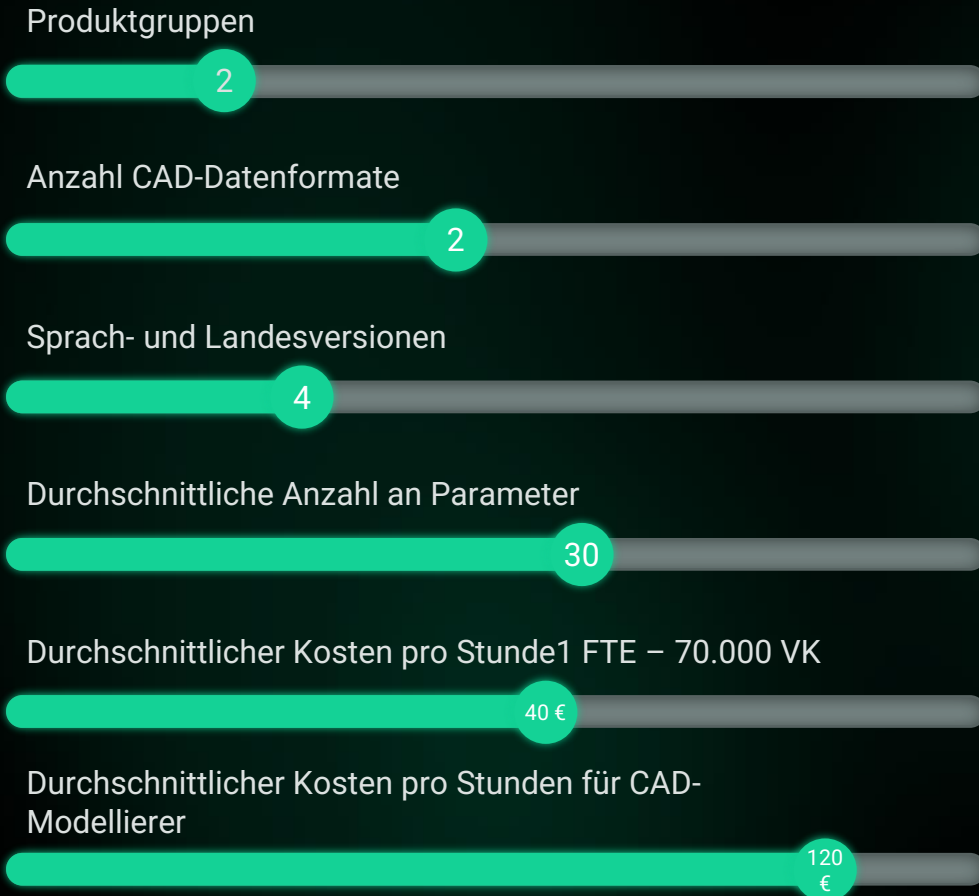 Produktgruppen
2
Anzahl CAD-Datenformate
2
Sprach- und Landesversionen
4
Durchschnittliche Anzahl an Parameter
30
Durchschnittlicher Kosten pro Stunde1 FTE – 70.000 VK
40 €
Durchschnittlicher Kosten pro Stunden für CAD-
Modellierer
120
€